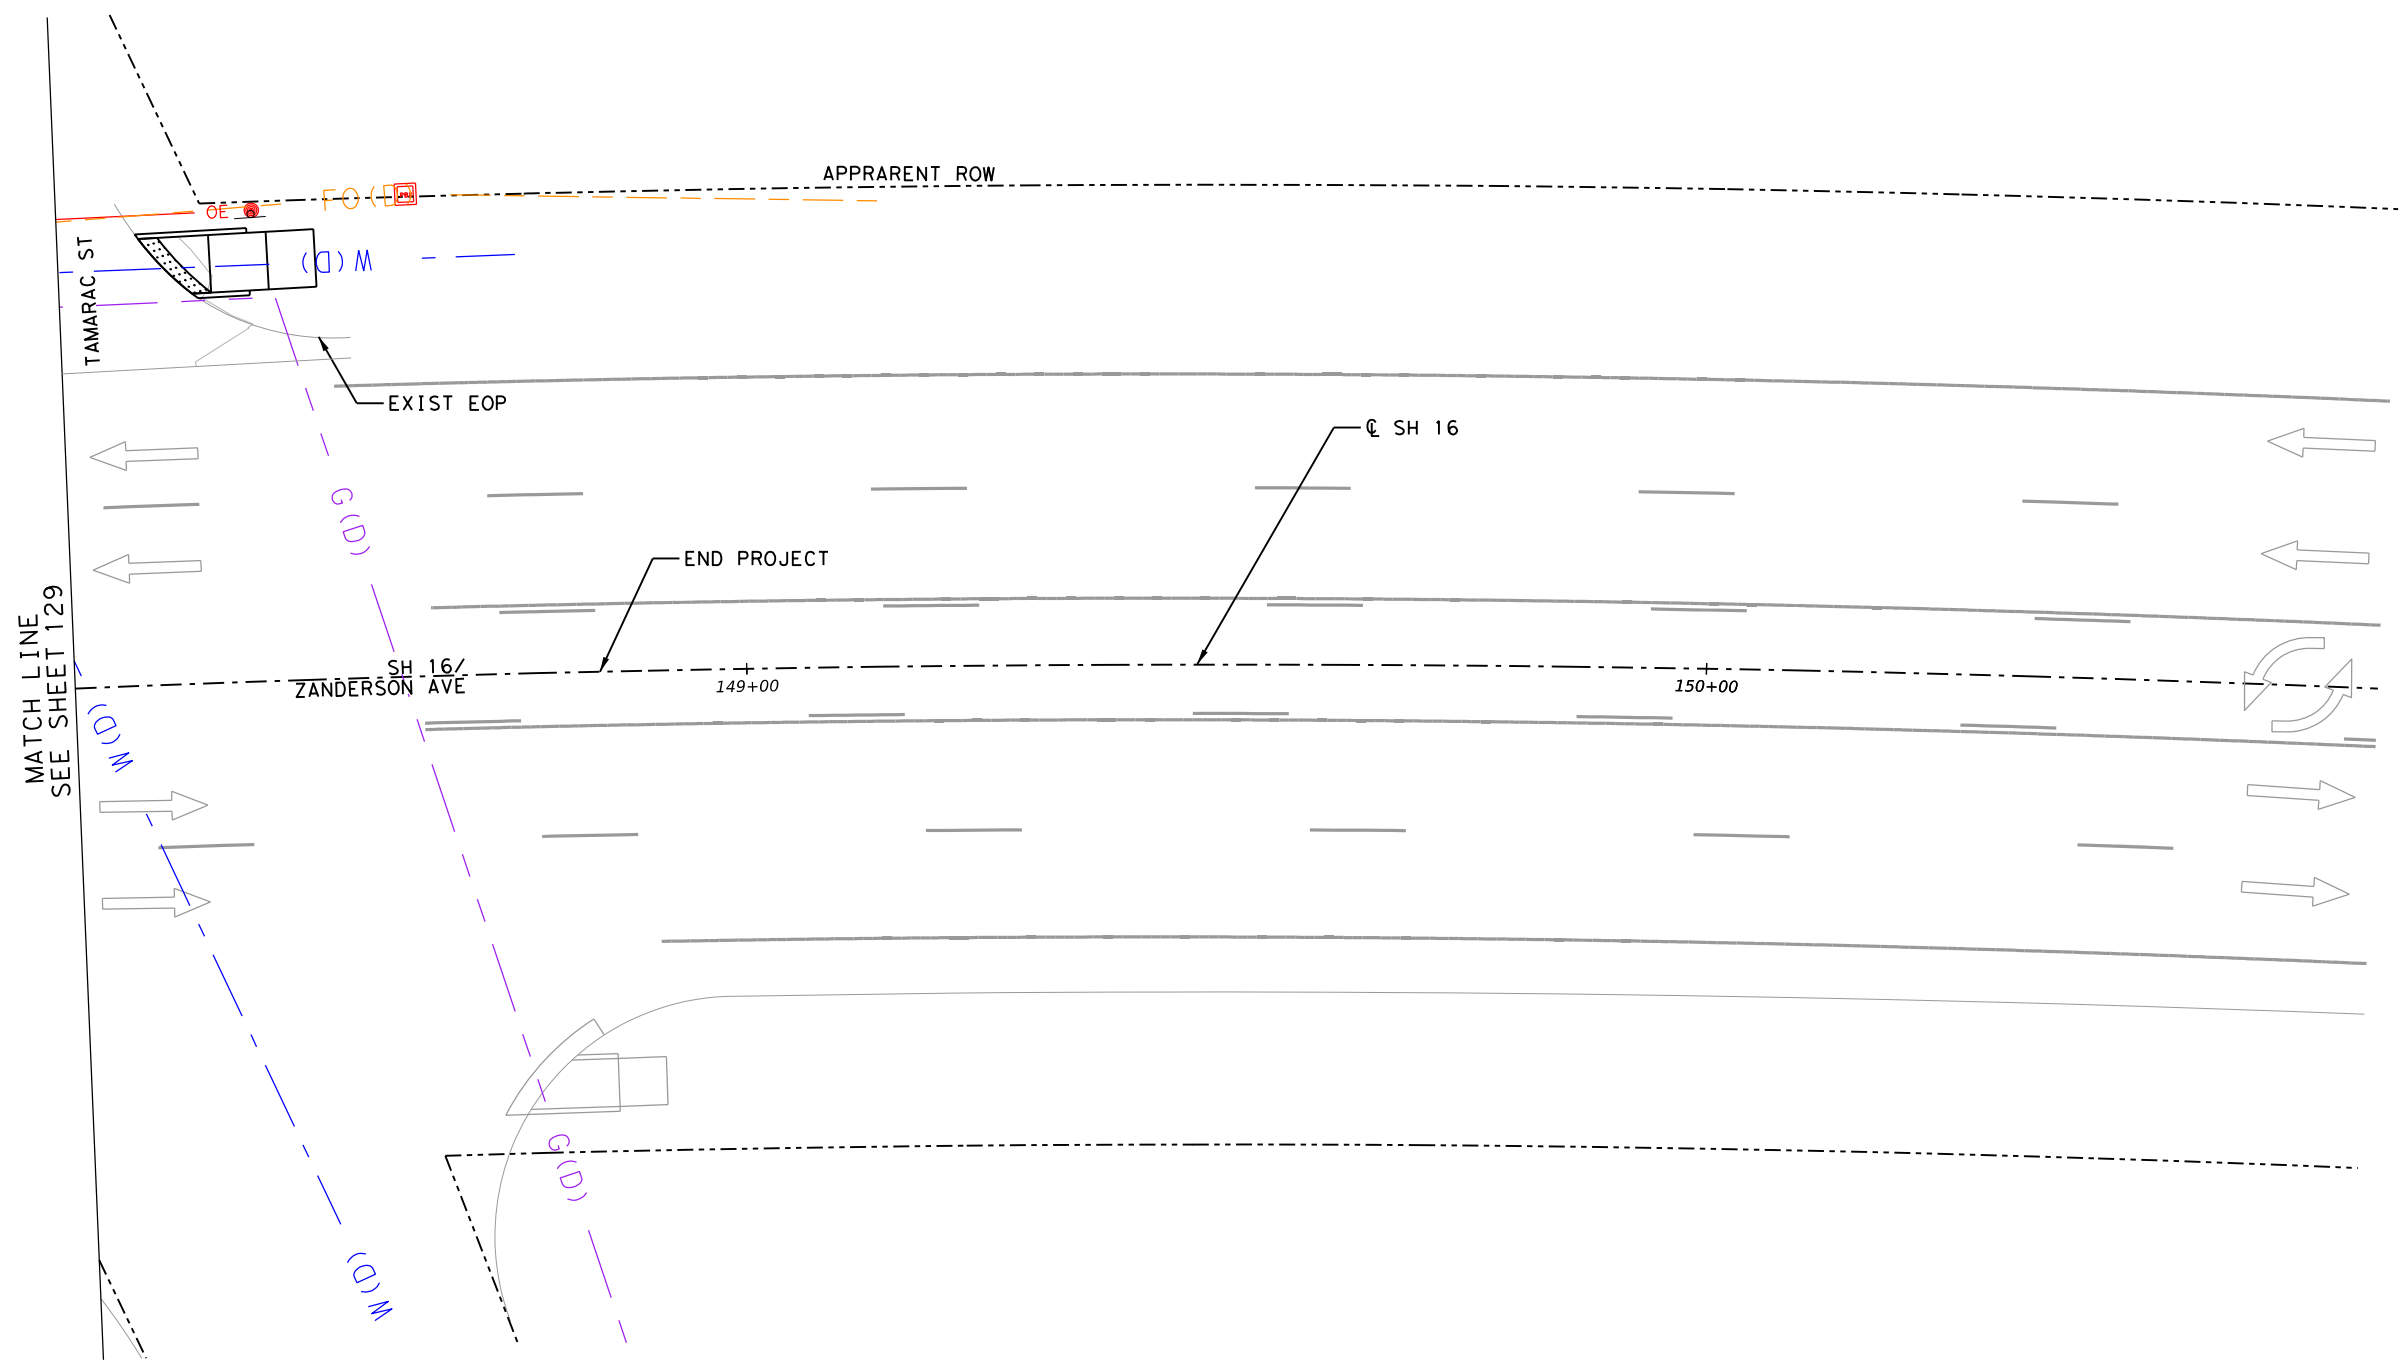 APPRARENT ROW
FO(D)
OE
W(D)
TAMARAC ST
EXIST EOP
℄ SH 16
G(D)
END PROJECT
MATCH LINE
SEE SHEET 129
SH 16/
ZANDERSON AVE
149+00
150+00
W(D)
G(D)
W(D)